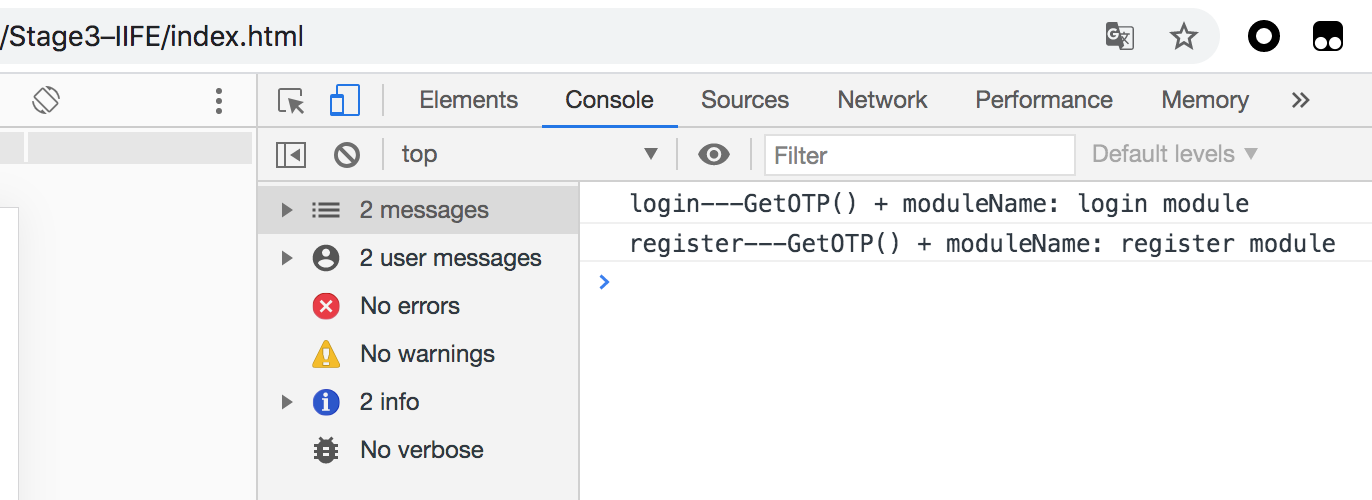 /Stage3–IIFE/index.html
Elements Console Sources Network Performance Memory »
top Filter Default levels
2 messages
2 user messages
No errors
No warnings
2 info
No verbose
login---GetOTP() + moduleName: login module
register---GetOTP() + moduleName: register module
>